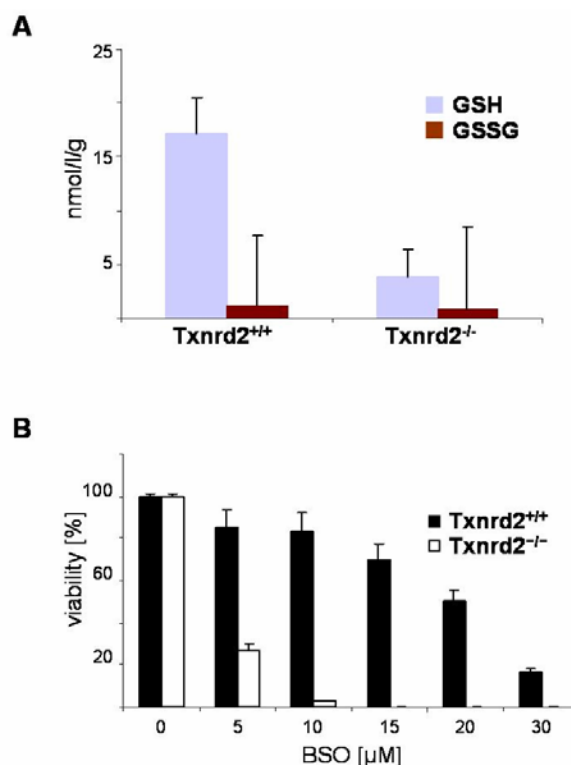 A
25
15
5
nmol/l/g
GSH
GSSG
Txnrd2+/+
Txnrd2-/-
B
100
60
20
viability [%]
Txnrd2+/+
Txnrd2−/−
0 5 10 15 20 30
BSO [µM]